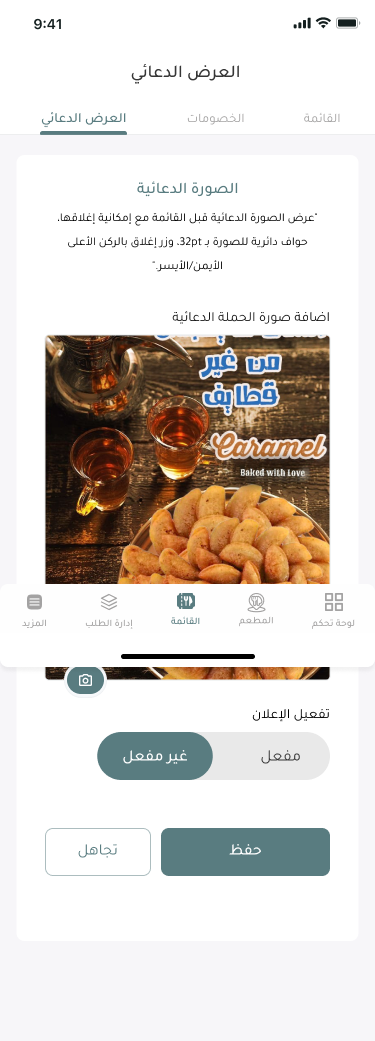 9:41
العرض الدعائي
القائمة
الخصومات
العرض الدعائي
الصورة الدعائية
"عرض الصورة الدعائية قبل القائمة مع إمكانية إغلاقها.
حواف دائرية للصورة بـ 32pt، وزر إغلاق بالركن الأعلى
الأيمن/الأيسر."
اضافة صورة الحملة الدعائية
من غير
قطايف
Caramel
Baked with Love
لوحة تحكم
المطعم
القائمة
إدارة الطلب
المزيد
تفعيل الإعلان
مفعل
غير مفعل
حفظ
تجاهل